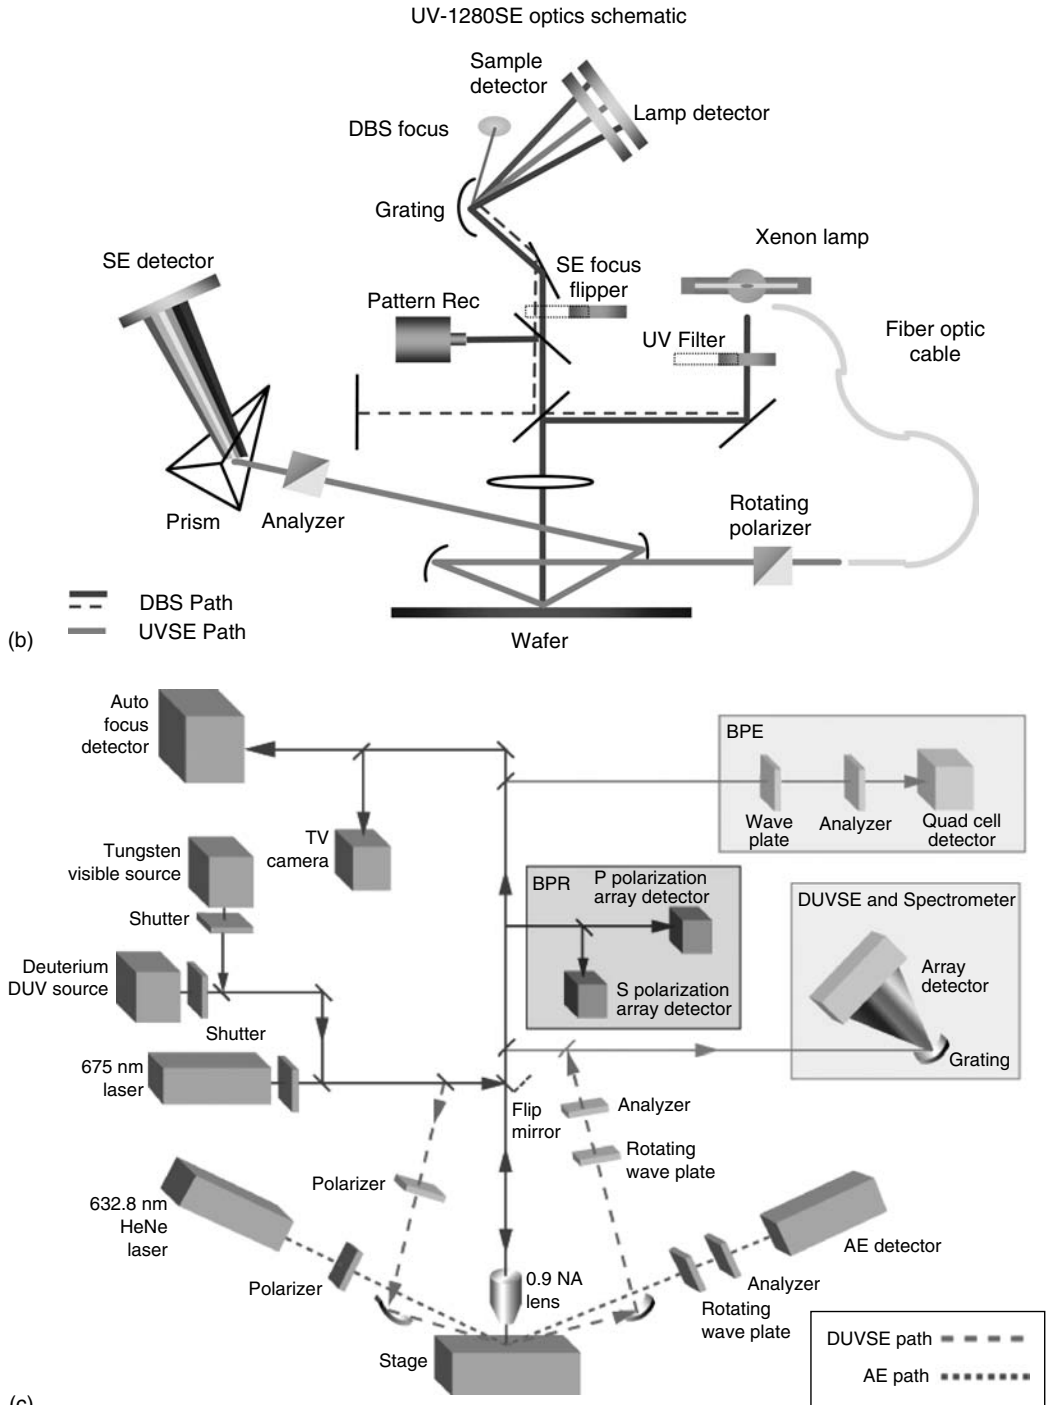 UV-1280SE optics schematic
Sample
detector
Lamp detector
DBS focus
Grating
Xenon lamp
SE detector
SE focus
flipper
Pattern Rec
UV Filter
Fiber optic
cable
Rotating
polarizer
Prism
Analyzer
DBS Path
UVSE Path
Wafer
(b)
Auto
focus
detector
BPE
Wave
plate
Analyzer
Quad cell
detector
TV
camera
Tungsten
visible source
BPR
P polarization
array detector
DUVSE and Spectrometer
Shutter
Deuterium
DUV source
S polarization
array detector
Array
detector
Shutter
Grating
675 nm
laser
Flip
mirror
Analyzer
Rotating
wave plate
Polarizer
632.8 nm
HeNe
laser
AE detector
Polarizer
0.9 NA
lens
Analyzer
Rotating
wave plate
Stage
DUVSE path
AE path
(c)